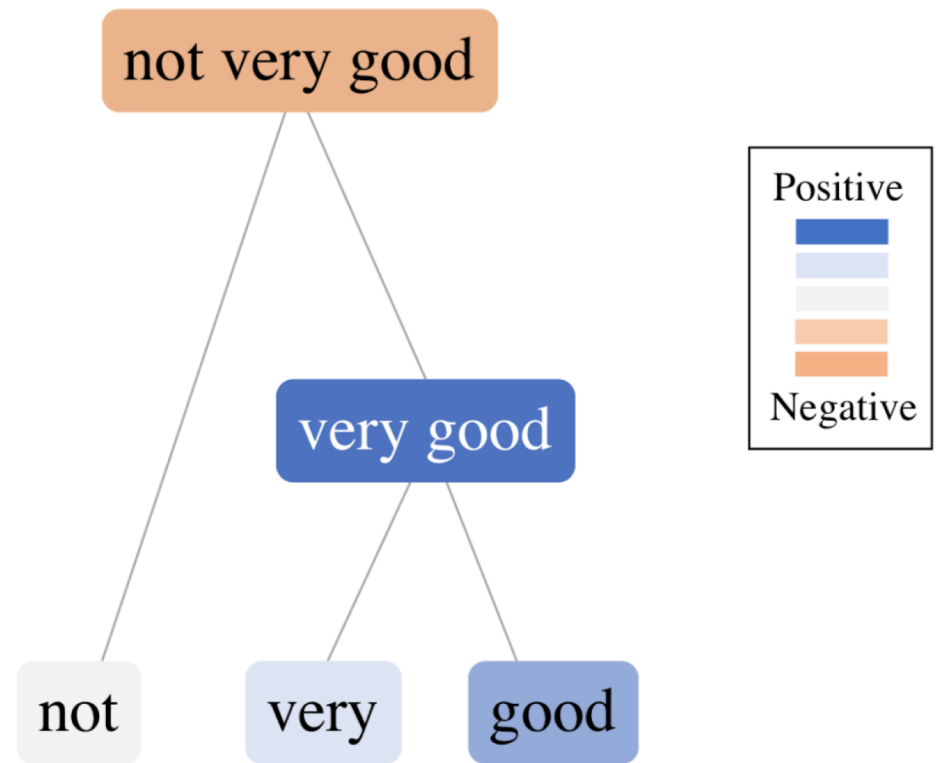 not very good
Positive
Negative
very good
not
very
good